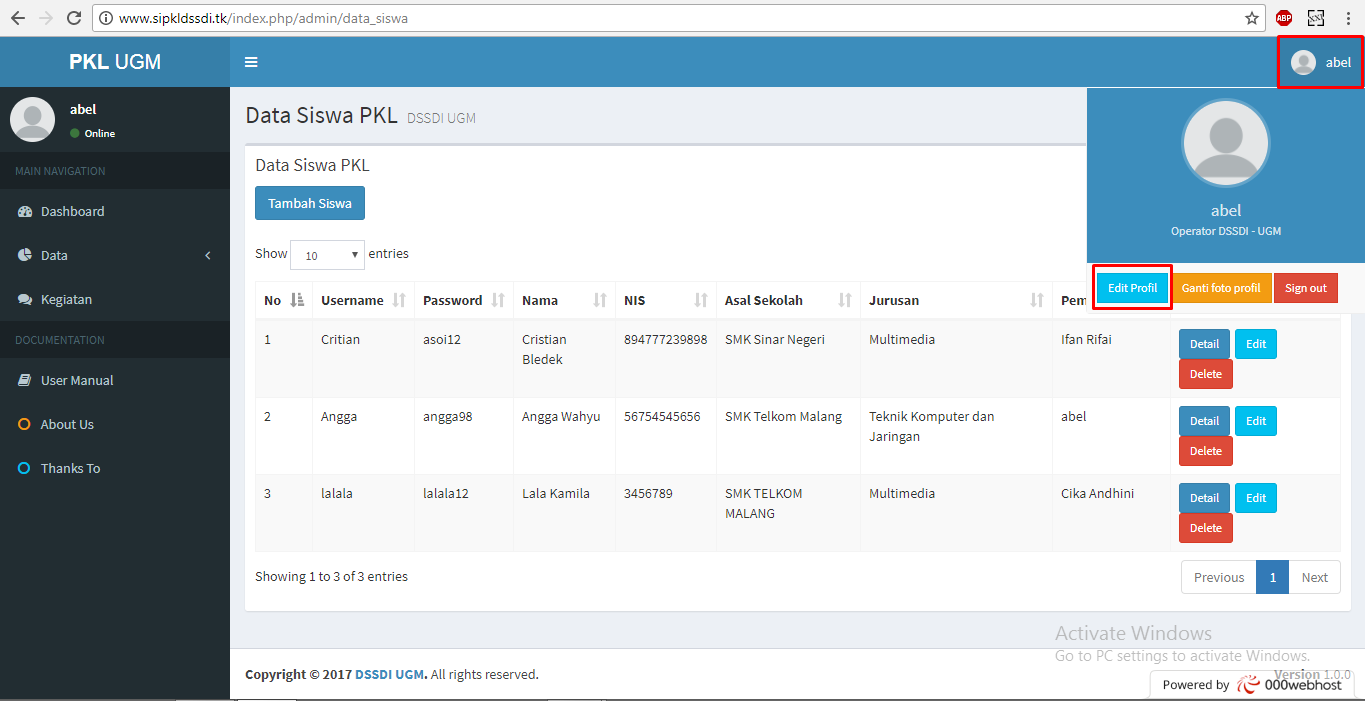 www.sipkldssdi.tk/index.php/admin/data_siswa
ABP
PKL UGM
abel
abel
Online
MAIN NAVIGATION
Dashboard
Data
Kegiatan
DOCUMENTATION
User Manual
About Us
Thanks To
Data Siswa PKL DSSDI UGM
Data Siswa PKL
Tambah Siswa
Show 10 entries
abel
Operator DSSDI - UGM
Edit Profil Ganti foto profil Sign out
No Username Password Nama NIS Asal Sekolah Jurusan Pem
1 Critian asoi12 Cristian 894777239898 SMK Sinar Negeri Multimedia Ifan Rifai Detail Edit
Bledek
Delete
2 Angga angga98 Angga Wahyu 56754545656 SMK Telkom Malang Teknik Komputer dan abel Detail Edit
Jaringan
Delete
3 lalala lalala12 Lala Kamila 3456789 SMK TELKOM Multimedia Cika Andhini Detail Edit
MALANG
Delete
Showing 1 to 3 of 3 entries
Previous 1 Next
Activate Windows
Go to PC settings to activate Windows.
Copyright © 2017 DSSDI UGM. All rights reserved.
Version 1.0.0
Powered by 000webhost